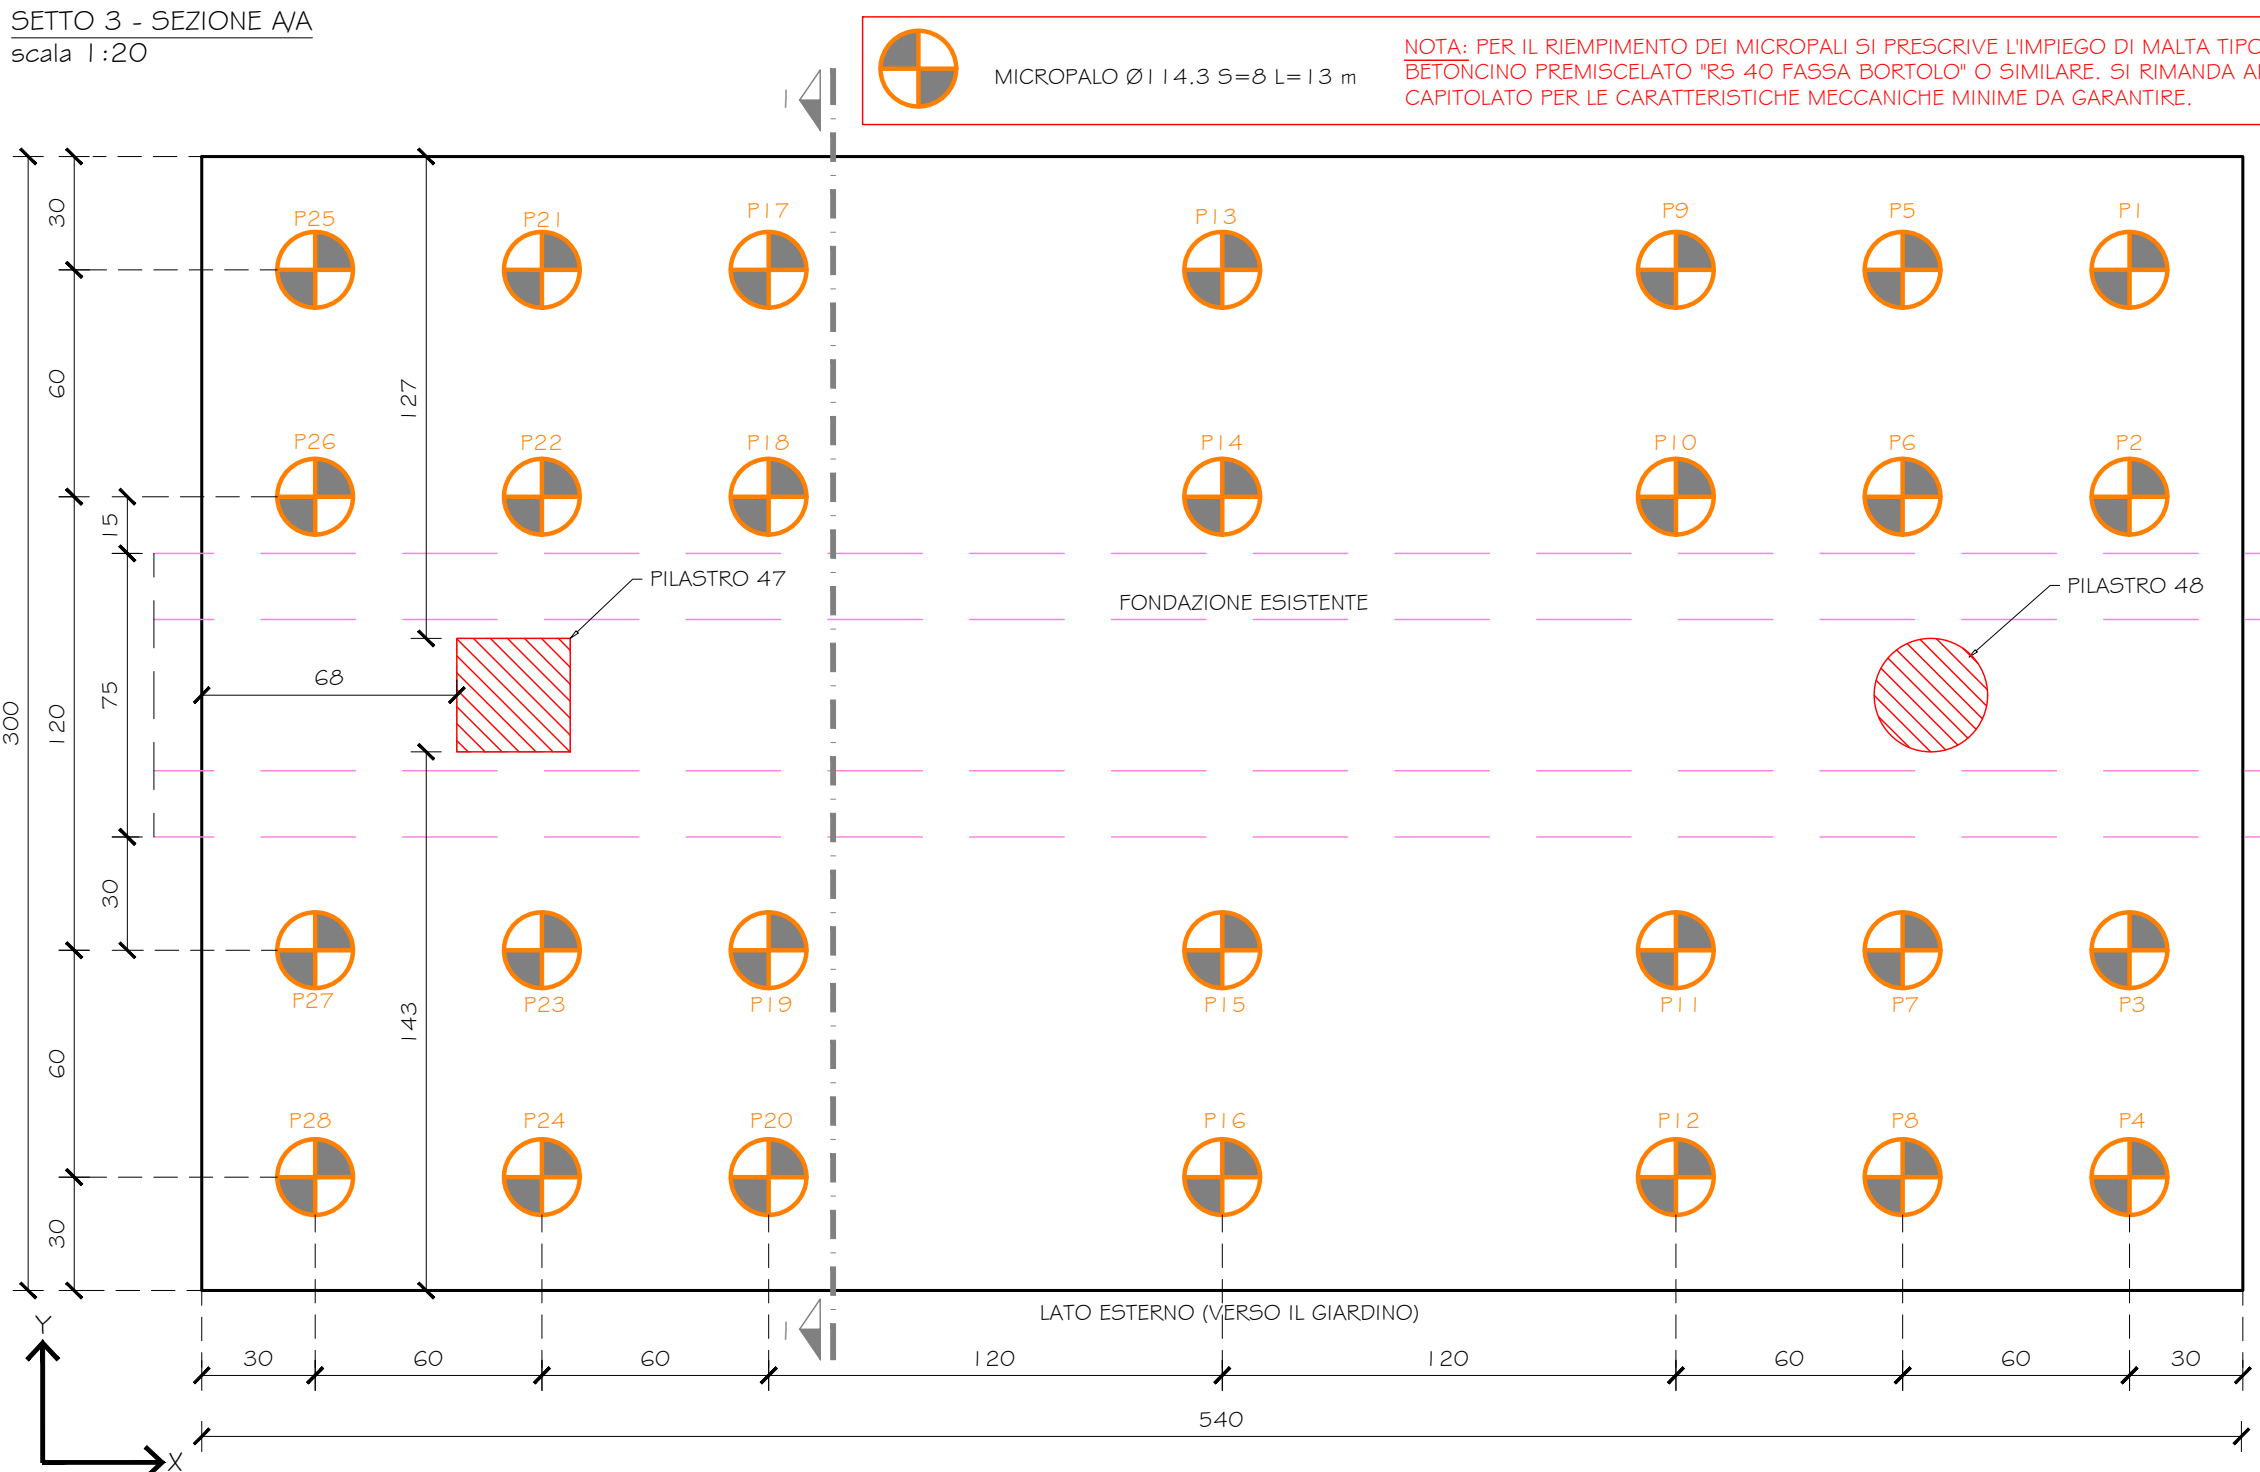 SETTO 3 - SEZIONE A/A
scala 1:20
MICROPALO Ø114.3 S=8 L=13 m
NOTA: PER IL RIEMPIMENTO DEI MICROPALI SI PRESCRIVE L'IMPIEGO DI MALTA TIPO
BETONCINO PREMISCELATO "RS 40 FASSA BORTOLO" O SIMILARE. SI RIMANDA AL
CAPITOLATO PER LE CARATTERISTICHE MECCANICHE MINIME DA GARANTIRE.
1
30
P25
P21
P17
P13
P9
P5
P1
60
127
P26
P22
P18
P14
P10
P6
P2
15
PILASTRO 47
FONDAZIONE ESISTENTE
PILASTRO 48
68
300
120
75
30
P27
P23
P19
P15
P11
P7
P3
143
60
P28
P24
P20
P16
P12
P8
P4
30
LATO ESTERNO (VERSO IL GIARDINO)
1
Y
30
60
60
120
120
60
60
30
540
X